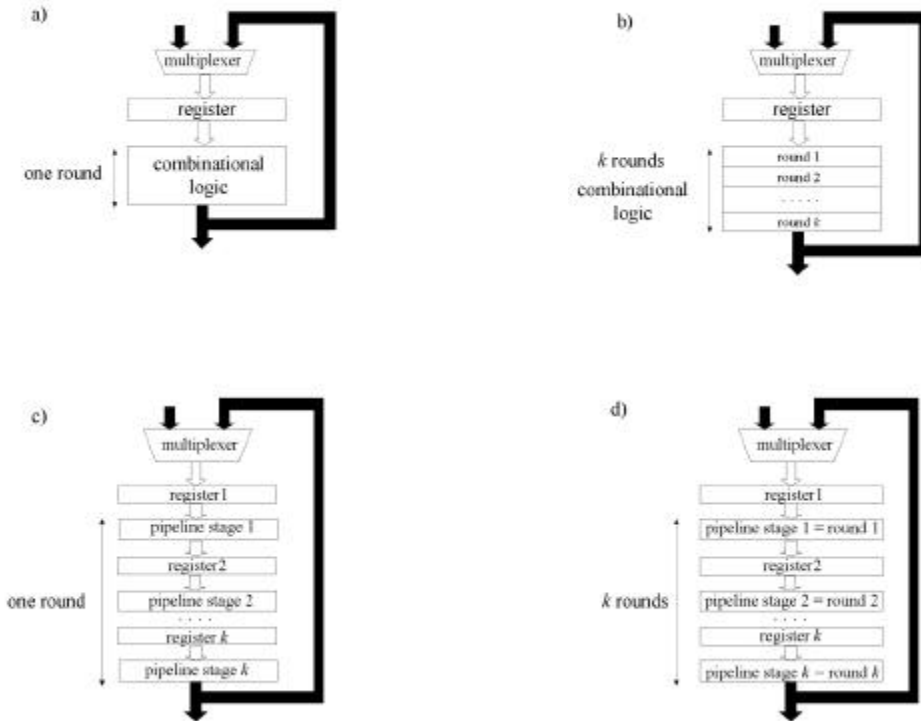 a)
multiplexer
register
one round
combinational
logic
b)
multiplexer
register
k rounds
combinational
logic
round 1
round 2
. . . . .
round k
c)
multiplexer
register1
pipeline stage 1
register2
one round
pipeline stage 2
. . . .
register k
pipeline stage k
d)
multiplexer
register1
pipeline stage 1 = round 1
register2
k rounds
pipeline stage 2 = round 2
. . . .
register k
pipeline stage k = round k